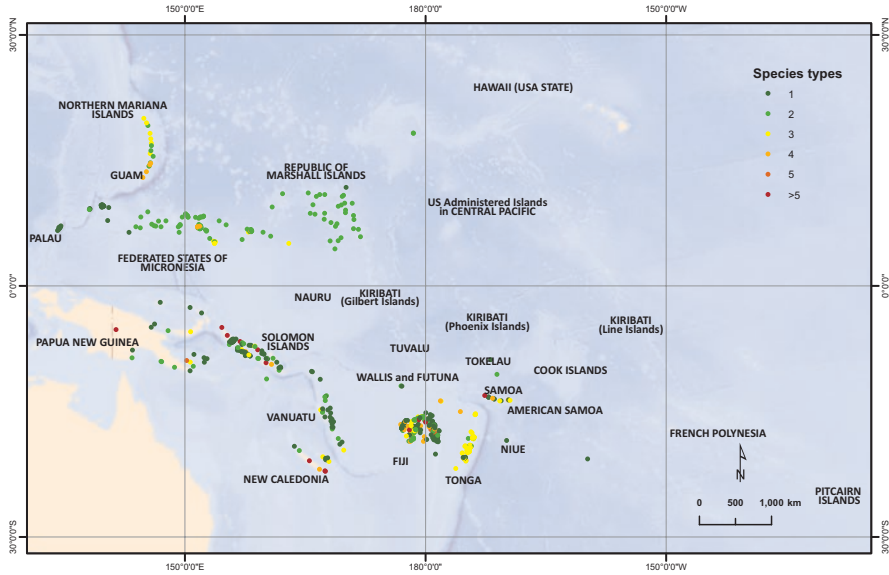 150°0'0"E
180°0'0"
150°0'0"W
30°0'0"N
30°0'0"N
HAWAII (USA STATE)
Species types
1
2
3
4
5
>5
NORTHERN MARIANA
ISLANDS
GUAM
REPUBLIC OF
MARSHALL ISLANDS
US Administered Islands
in CENTRAL PACIFIC
PALAU
FEDERATED STATES OF
MICRONESIA
0°0'0"
0°0'0"
NAURU
KIRIBATI
(Gilbert Islands)
KIRIBATI
(Phoenix Islands)
KIRIBATI
(Line Islands)
PAPUA NEW GUINEA
SOLOMON
ISLANDS
TUVALU
TOKELAU
COOK ISLANDS
WALLIS and FUTUNA
SAMOA
AMERICAN SAMOA
VANUATU
FRENCH POLYNESIA
NIUE
FIJI
NEW CALEDONIA
TONGA
N
PITCAIRN
ISLANDS
0 500 1,000 km
30°0'0"S
30°0'0"S
150°0'0"E
180°0'0"
150°0'0"W